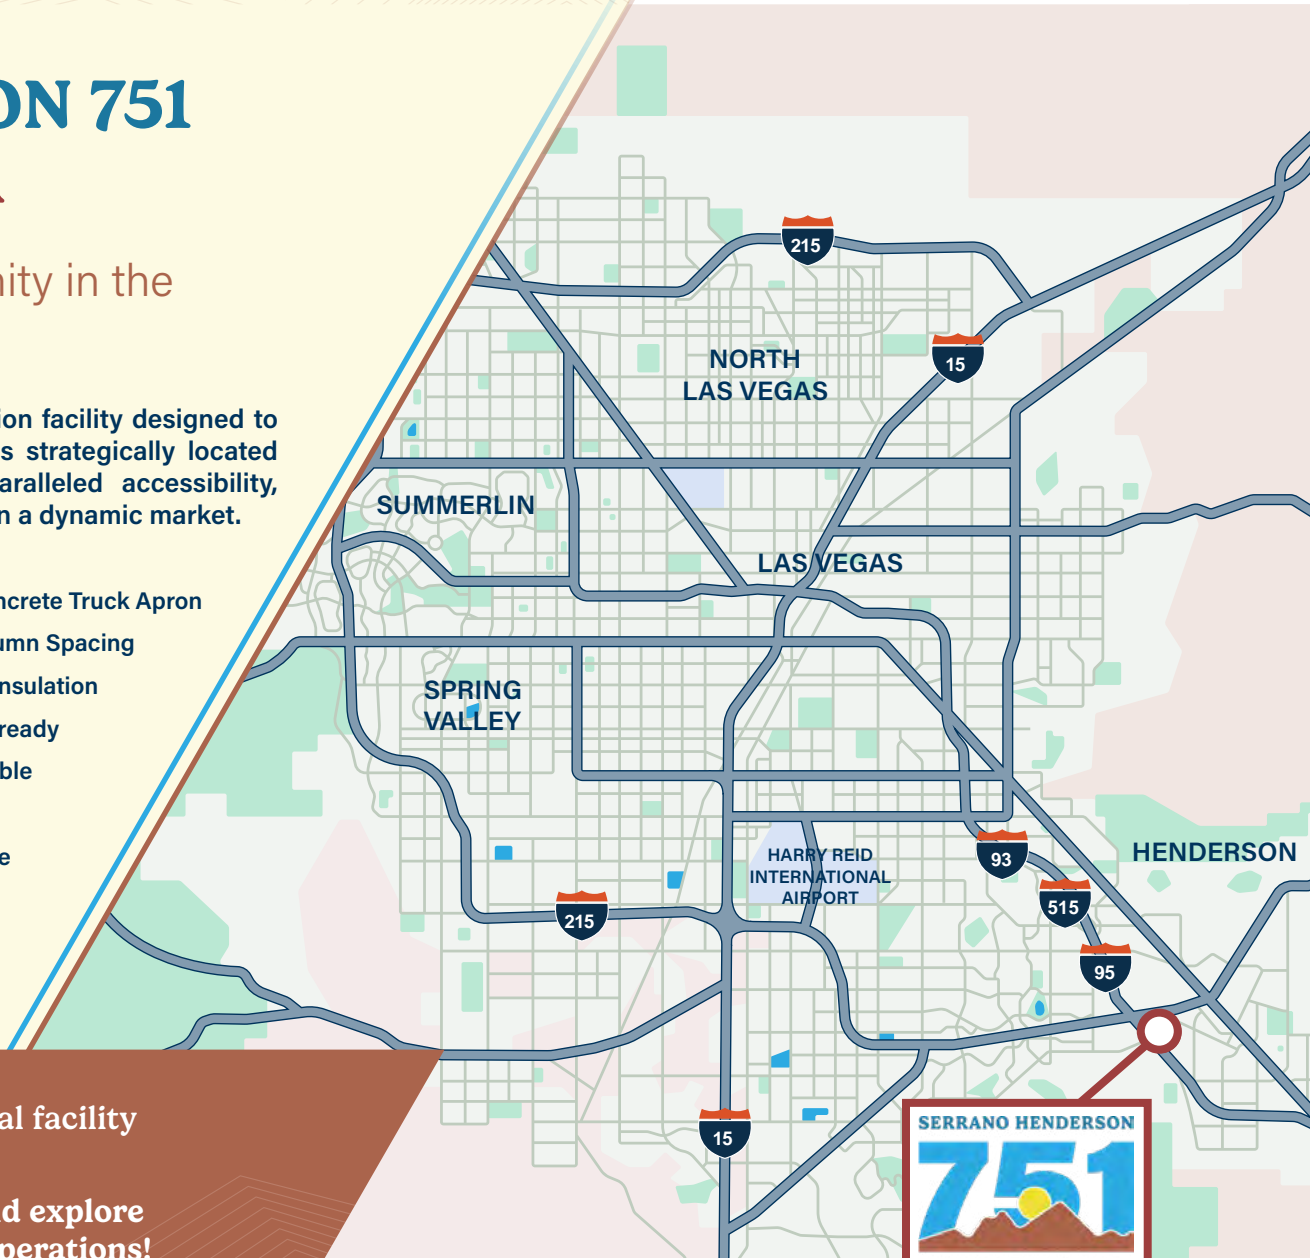 ON 751
nity in the
ion facility designed to
s strategically located
aralleled accessibility,
n a dynamic market.
ncrete Truck Apron
umn Spacing
nsulation
ready
ble
e
al facility
d explore
perations!
215
15
NORTH
LAS VEGAS
SUMMERLIN
LAS VEGAS
SPRING
VALLEY
HARRY REID
INTERNATIONAL
AIRPORT
93
HENDERSON
515
215
95
15
SERRANO HENDERSON
751